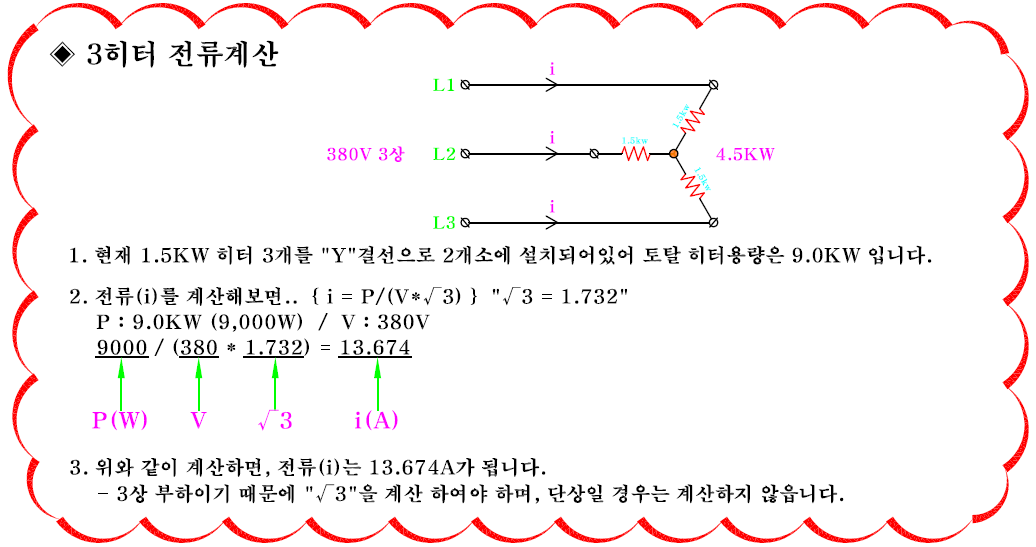 ◈ 3히터 전류계산
L1 i
1.5kw
380V 3상 L2 i 1.5kw 4.5KW
1.5kw
L3 i
1. 현재 1.5KW 히터 3개를 "Y"결선으로 2개소에 설치되어있어 토탈 히터용량은 9.0KW 입니다.
2. 전류(i)를 계산해보면.. { i = P/(V*√3) } "√3 = 1.732"
P : 9.0KW (9,000W) / V : 380V
9000 / (380 * 1.732) = 13.674
P(W) V √3 i(A)
3. 위와 같이 계산하면, 전류(i)는 13.674A가 됩니다.
- 3상 부하이기 때문에 "√3"을 계산 하여야 하며, 단상일 경우는 계산하지 않읍니다.